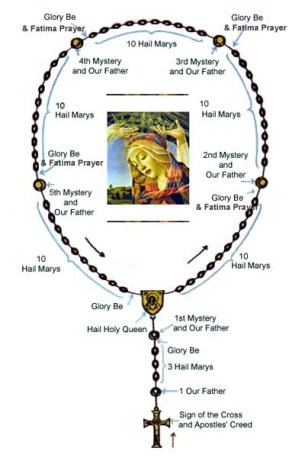 Glory Be
& Fatima Prayer
Glory Be
& Fatima Prayer
10 Hail Marys
4th Mystery
and Our Father
3rd Mystery
and Our Father
10
Hail Marys
10
Hail Marys
Glory Be
& Fatima Prayer
2nd Mystery
and Our Father
5th Mystery
and Our Father
Glory Be
& Fatima Prayer
10
Hail Marys
10
Hail Marys
Glory Be
Hail Holy Queen
1st Mystery
and Our Father
Glory Be
3 Hail Marys
1 Our Father
Sign of the Cross
and Apostles' Creed